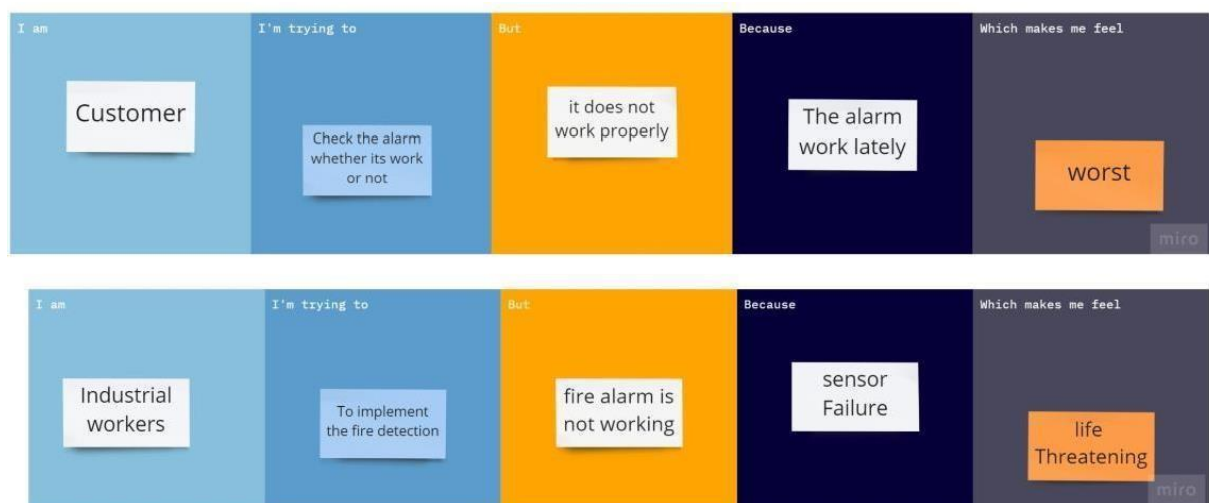 I am
I'm trying to
But
Because
Which makes me feel
Customer
Check the alarm
whether its work
or not
it does not
work properly
The alarm
work lately
worst
miro
I am
I'm trying to
But
Because
Which makes me feel
Industrial
workers
To implement
the fire detection
fire alarm is
not working
sensor
Failure
life
Threatening
miro